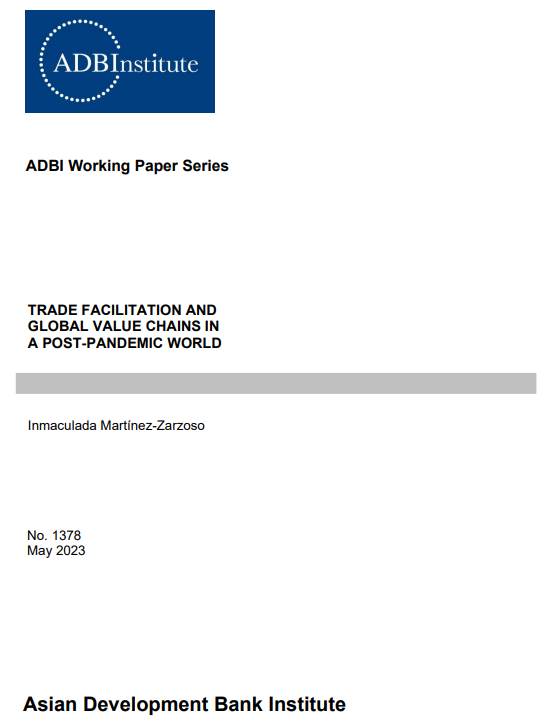 ADBInstitute
ADBI Working Paper Series
TRADE FACILITATION AND
GLOBAL VALUE CHAINS IN
A POST-PANDEMIC WORLD
Inmaculada Martínez-Zarzoso
No. 1378
May 2023
Asian Development Bank Institute